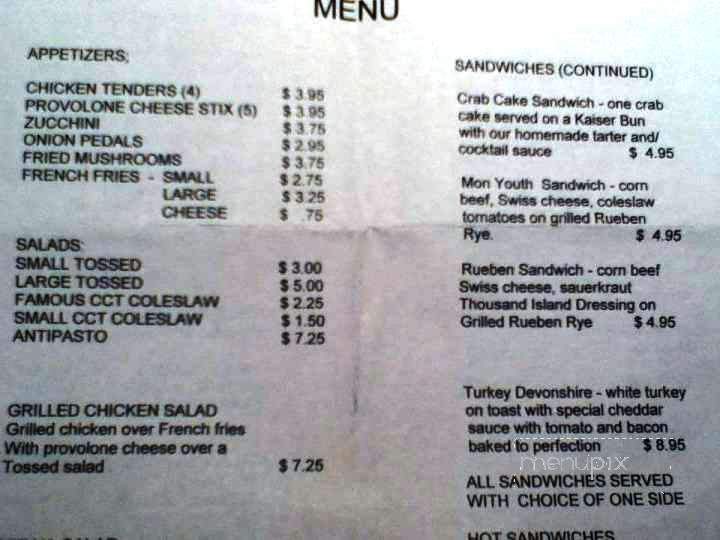 MENU
APPETIZERS;
CHICKEN TENDERS (4) $ 3.95
PROVOLONE CHEESE STIX (5) $ 3.95
ZUCCHINI $ 3.75
ONION PEDALS $ 2.95
FRIED MUSHROOMS $ 3.75
FRENCH FRIES - SMALL $ 2.75
LARGE $ 3.25
CHEESE $ .75
SALADS
SMALL TOSSED $ 3.00
LARGE TOSSED $ 5.00
FAMOUS CCT COLESLAW $ 2.25
SMALL CCT COLESLAW $ 1.50
ANTIPASTO $ 7.25
GRILLED CHICKEN SALAD
Grilled chicken over French fries
With provolone cheese over a
Tossed salad $ 7.25
SANDWICHES (CONTINUED)
Crab Cake Sandwich - one crab
cake served on a Kaiser Bun
with our homemade tarter and/
cocktail sauce $ 4.95
Mon Youth Sandwich - corn
beef, Swiss cheese, coleslaw
tomatoes on grilled Rueben
Rye. $ 4.95
Rueben Sandwich - corn beef
Swiss cheese, sauerkraut
Thousand Island Dressing on
Grilled Rueben Rye $ 4.95
Turkey Devonshire - white turkey
on toast with special cheddar
sauce with tomato and bacon
baked to perfection $ 8.95
menupix
ALL SANDWICHES SERVED
WITH CHOICE OF ONE SIDE
HOT SANDWICHES